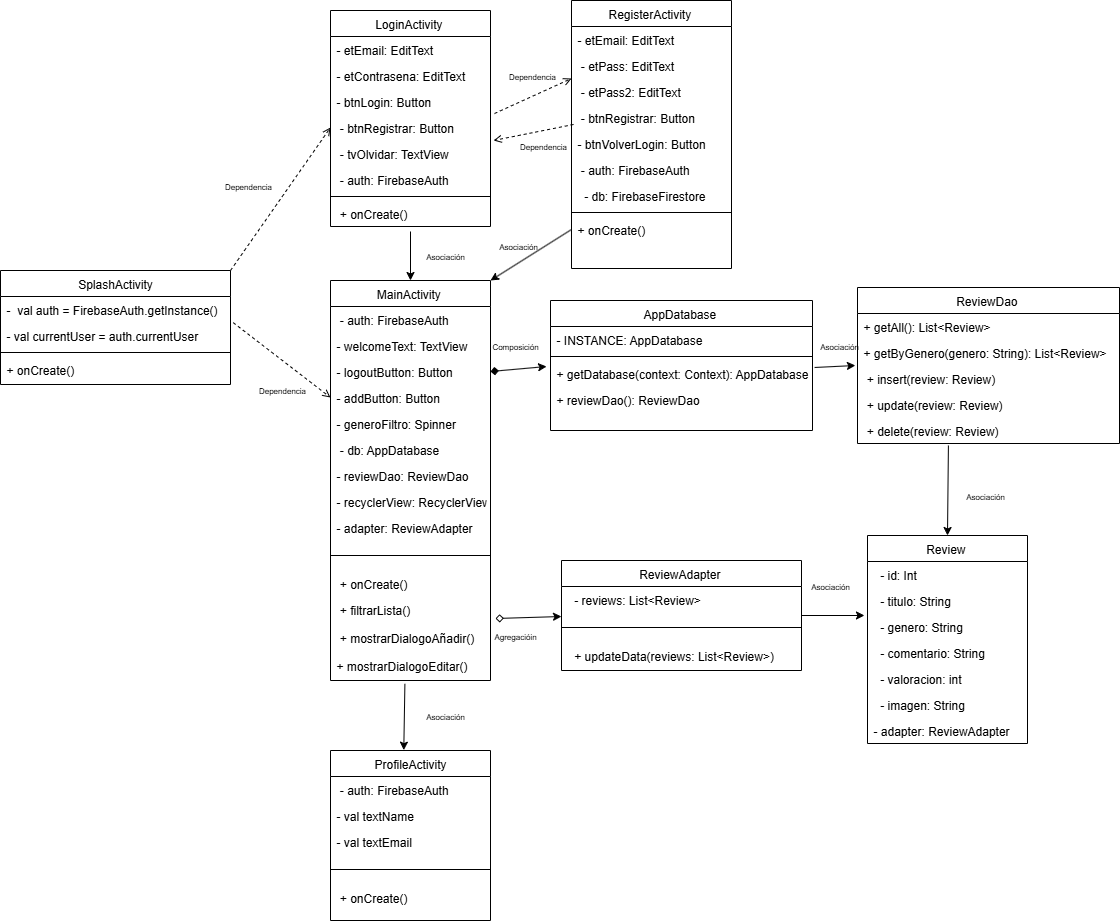 LoginActivity
- etEmail: EditText
- etContrasena: EditText
- btnLogin: Button
- btnRegistrar: Button
- tvOlvidar: TextView
- auth: FirebaseAuth
+ onCreate()
RegisterActivity
- etEmail: EditText
- etPass: EditText
- etPass2: EditText
- btnRegistrar: Button
- btnVolverLogin: Button
- auth: FirebaseAuth
- db: FirebaseFirestore
+ onCreate()
Dependencia
Dependencia
Dependencia
Asociación
Asociación
SplashActivity
- val auth = FirebaseAuth.getInstance()
- val currentUser = auth.currentUser
+ onCreate()
Dependencia
MainActivity
- auth: FirebaseAuth
- welcomeText: TextView
- logoutButton: Button
- addButton: Button
- generoFiltro: Spinner
- db: AppDatabase
- reviewDao: ReviewDao
- recyclerView: RecyclerView
- adapter: ReviewAdapter
+ onCreate()
+ filtrarLista()
+ mostrarDialogoAñadir()
+ mostrarDialogoEditar()
Composición
AppDatabase
- INSTANCE: AppDatabase
+ getDatabase(context: Context): AppDatabase
+ reviewDao(): ReviewDao
Asociación
ReviewDao
+ getAll(): List<Review>
+ getByGenero(genero: String): List<Review>
+ insert(review: Review)
+ update(review: Review)
+ delete(review: Review)
Asociación
Agregacióin
ReviewAdapter
- reviews: List<Review>
+ updateData(reviews: List<Review>)
Asociación
Review
- id: Int
- titulo: String
- genero: String
- comentario: String
- valoracion: int
- imagen: String
- adapter: ReviewAdapter
Asociación
ProfileActivity
- auth: FirebaseAuth
- val textName
- val textEmail
+ onCreate()